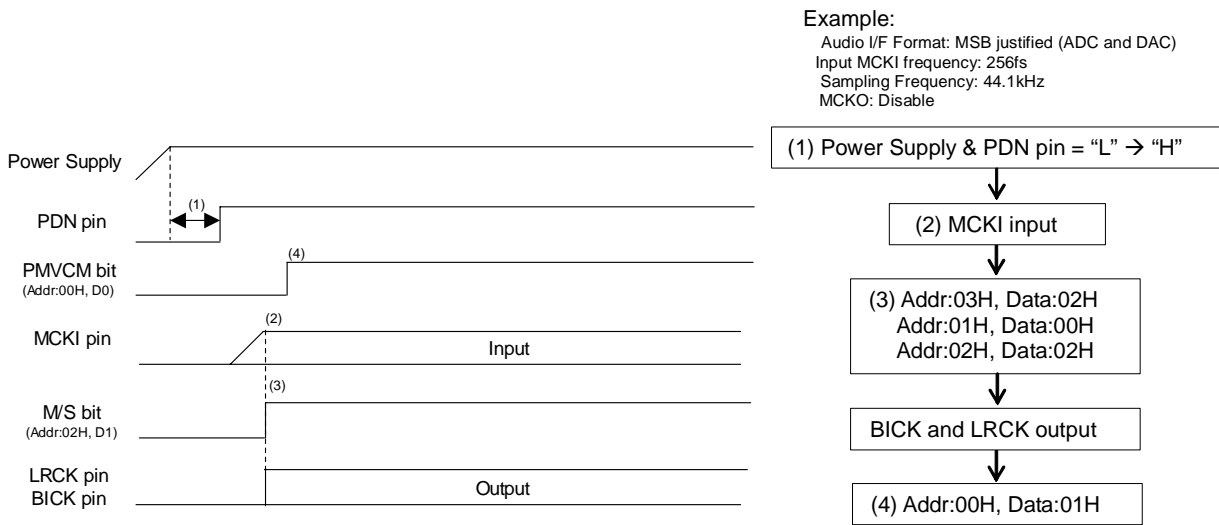 Example:
Audio I/F Format: MSB justified (ADC and DAC)
Input MCKI frequency: 256fs
Sampling Frequency: 44.1kHz
MCKO: Disable
Power Supply
(1)
PDN pin
(4)
PMVCM bit
(Addr:00H, D0)
(2)
MCKI pin
Input
(3)
M/S bit
(Addr:02H, D1)
LRCK pin
BICK pin
Output
(1) Power Supply & PDN pin = “L” → “H”
(2) MCKI input
(3) Addr:03H, Data:02H
Addr:01H, Data:00H
Addr:02H, Data:02H
BICK and LRCK output
(4) Addr:00H, Data:01H